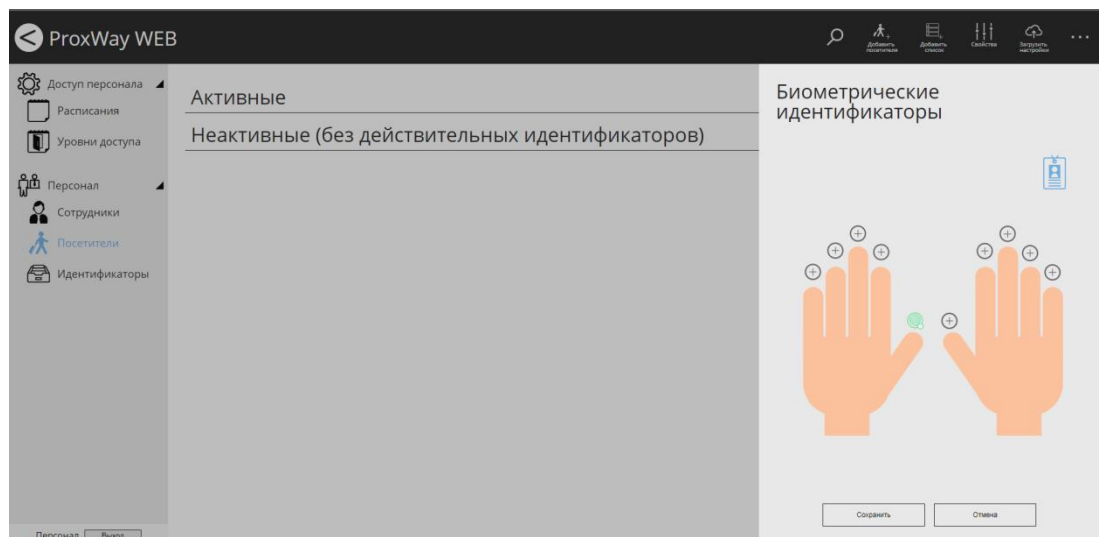 ProxWay WEB
Добавить
посетителя
Добавить
список
Свойства
Загрузить
настройки
Доступ персонала
Расписания
Уровни доступа
Персонал
Сотрудники
Посетители
Идентификаторы
Активные
Неактивные (без действительных идентификаторов)
Биометрические
идентификаторы
Сохранить
Отмена
Персонал
Выход